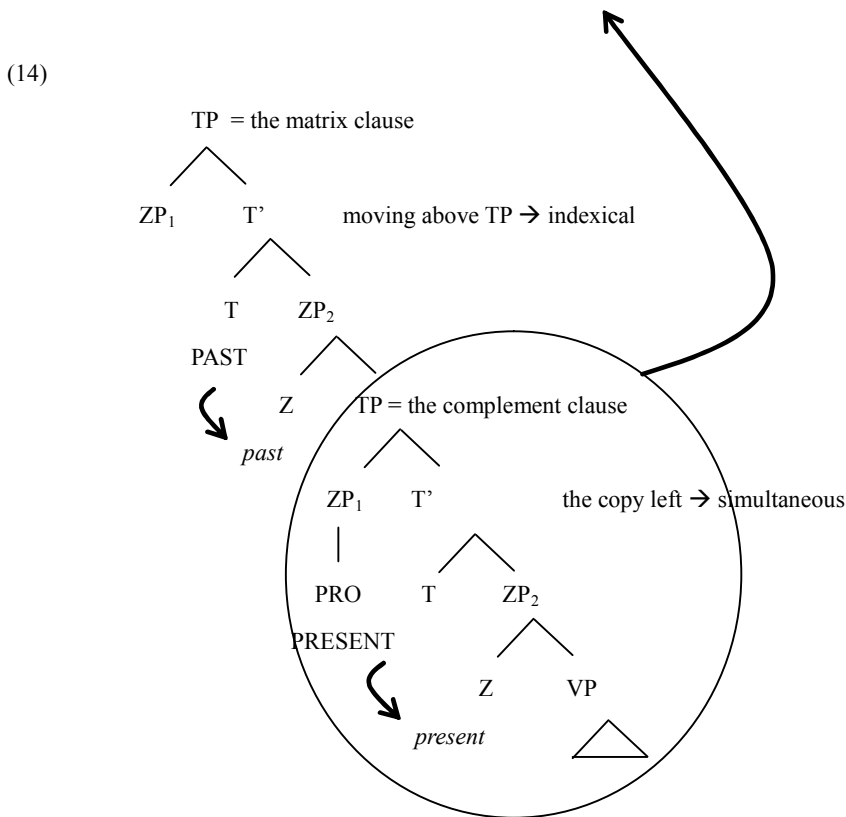 (14)
TP = the matrix clause
ZP₁ T’ moving above TP → indexical
T ZP₂
PAST
Z TP = the complement clause
past
ZP₁ T’ the copy left → simultaneous
PRO T ZP₂
PRESENT
Z VP
present